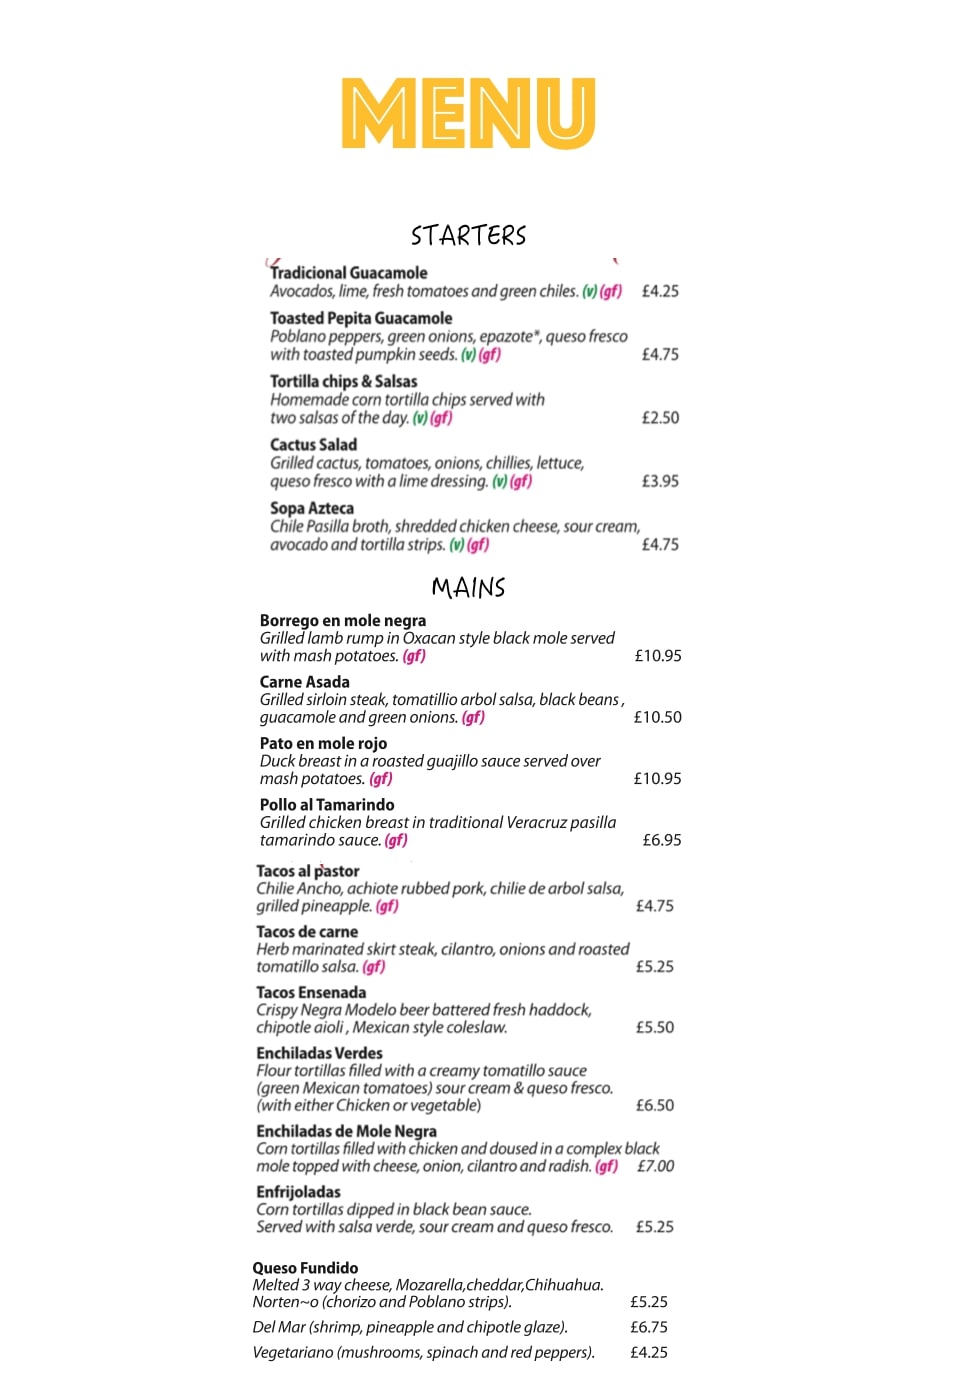 MENU
STARTERS
Tradicional Guacamole
Avocados, lime, fresh tomatoes and green chiles. (v) (gf) £4.25
Toasted Pepita Guacamole
Poblano peppers, green onions, epazote*, queso fresco
with toasted pumpkin seeds. (v) (gf) £4.75
Tortilla chips & Salsas
Homemade corn tortilla chips served with
two salsas of the day. (v) (gf) £2.50
Cactus Salad
Grilled cactus, tomatoes, onions, chillies, lettuce,
queso fresco with a lime dressing. (v) (gf) £3.95
Sopa Azteca
Chile Pasilla broth, shredded chicken cheese, sour cream,
avocado and tortilla strips. (v) (gf) £4.75
MAINS
Borrego en mole negra
Grilled lamb rump in Oxacan style black mole served
with mash potatoes. (gf) £10.95
Carne Asada
Grilled sirloin steak, tomatillio arbol salsa, black beans ,
guacamole and green onions. (gf) £10.50
Pato en mole rojo
Duck breast in a roasted guajillo sauce served over
mash potatoes. (gf) £10.95
Pollo al Tamarindo
Grilled chicken breast in traditional Veracruz pasilla
tamarindo sauce. (gf) £6.95
Tacos al pastor
Chilie Ancho, achiote rubbed pork, chilie de arbol salsa,
grilled pineapple. (gf) £4.75
Tacos de carne
Herb marinated skirt steak, cilantro, onions and roasted
tomatillo salsa. (gf) £5.25
Tacos Ensenada
Crispy Negra Modelo beer battered fresh haddock,
chipotle aioli , Mexican style coleslaw. £5.50
Enchiladas Verdes
Flour tortillas filled with a creamy tomatillo sauce
(green Mexican tomatoes) sour cream & queso fresco.
(with either Chicken or vegetable) £6.50
Enchiladas de Mole Negra
Corn tortillas filled with chicken and doused in a complex black
mole topped with cheese, onion, cilantro and radish. (gf) £7.00
Enfrijoladas
Corn tortillas dipped in black bean sauce.
Served with salsa verde, sour cream and queso fresco. £5.25
Queso Fundido
Melted 3 way cheese, Mozarella,cheddar,Chihuahua.
Norten~o (chorizo and Poblano strips). £5.25
Del Mar (shrimp, pineapple and chipotle glaze). £6.75
Vegetariano (mushrooms, spinach and red peppers). £4.25